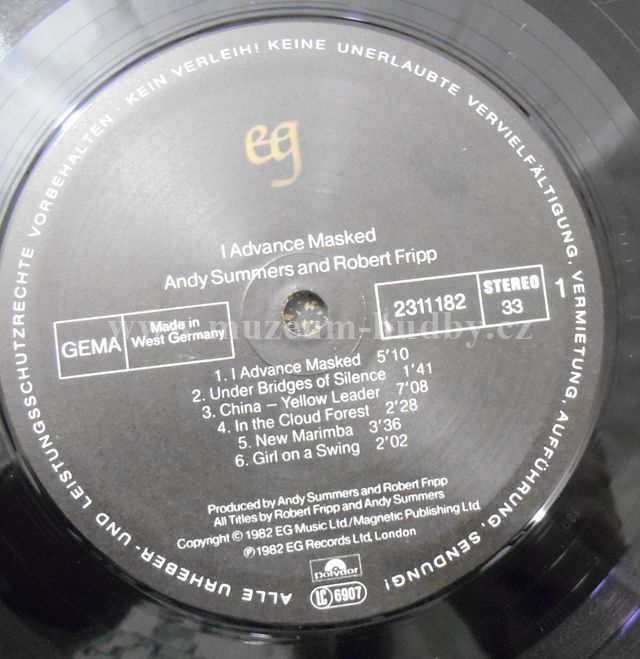 ALLE URHEBER- UND LEISTUNGSSCHUTZRECHTE VORBEHALTEN. KEIN VERLEIH! KEINE UNERLAUBTE VERVIELFÄLTIGUNG, VERMIETUNG, AUFFÜHRUNG, SENDUNG!
eg
I Advance Masked
Andy Summers and Robert Fripp
GEMA
Made in
West Germany
2311182
STEREO
33
1
www.muzeum-hudby.cz
1. I Advance Masked 5'10
2. Under Bridges of Silence 1'41
3. China – Yellow Leader 7'08
4. In the Cloud Forest 2'28
5. New Marimba 3'36
6. Girl on a Swing 2'02
Produced by Andy Summers and Robert Fripp
All Titles by Robert Fripp and Andy Summers
Copyright © 1982 EG Music Ltd/Magnetic Publishing Ltd
℗ 1982 EG Records Ltd. London
polydor
LC 6907